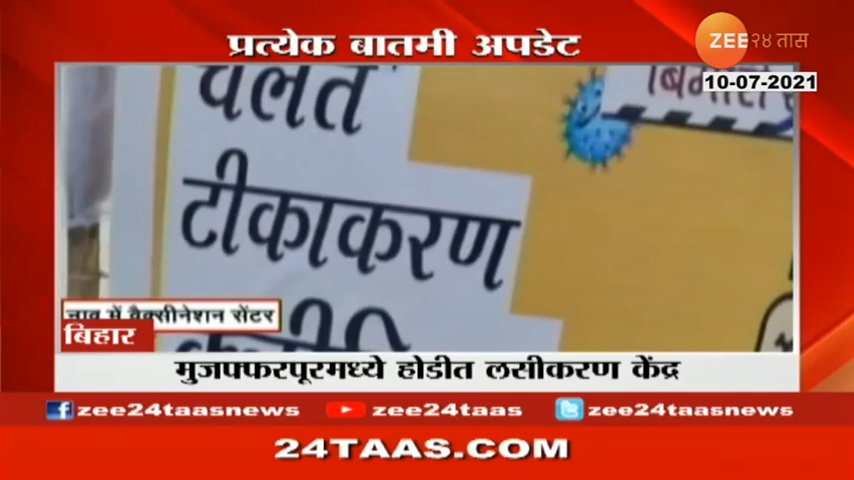 प्रत्येक बातमी अपडेट
ZEE २४ तास
10-07-2021
चलत
टीकाकरण
नाव में वैक्सीनेशन सेंटर
बिहार
मुजफ्फरपूरमध्ये होडीत लसीकरण केंद्र
zee24taasnews
zee24taas
zee24taasnews
24TAAS.COM